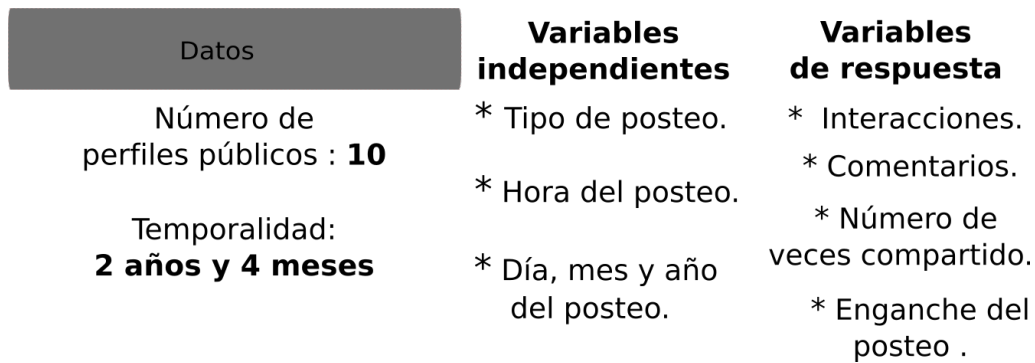 Datos
Número de
perfiles públicos : 10
Temporalidad:
2 años y 4 meses
Variables
independientes
* Tipo de posteo.
* Hora del posteo.
* Día, mes y año
del posteo.
Variables
de respuesta
* Interacciones.
* Comentarios.
* Número de
veces compartido.
* Enganche del
posteo .